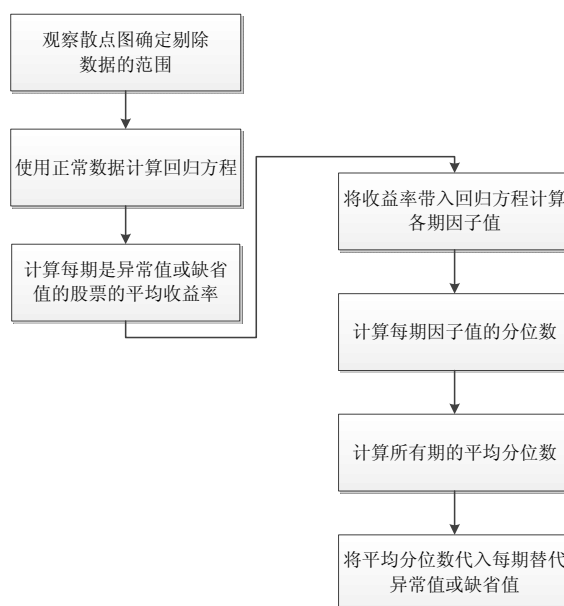 观察散点图确定剔除
数据的范围
使用正常数据计算回归方程
计算每期是异常值或缺省
值的股票的平均收益率
将收益率带入回归方程计算
各期因子值
计算每期因子值的分位数
计算所有期的平均分位数
将平均分位数代入每期替代
异常值或缺省值